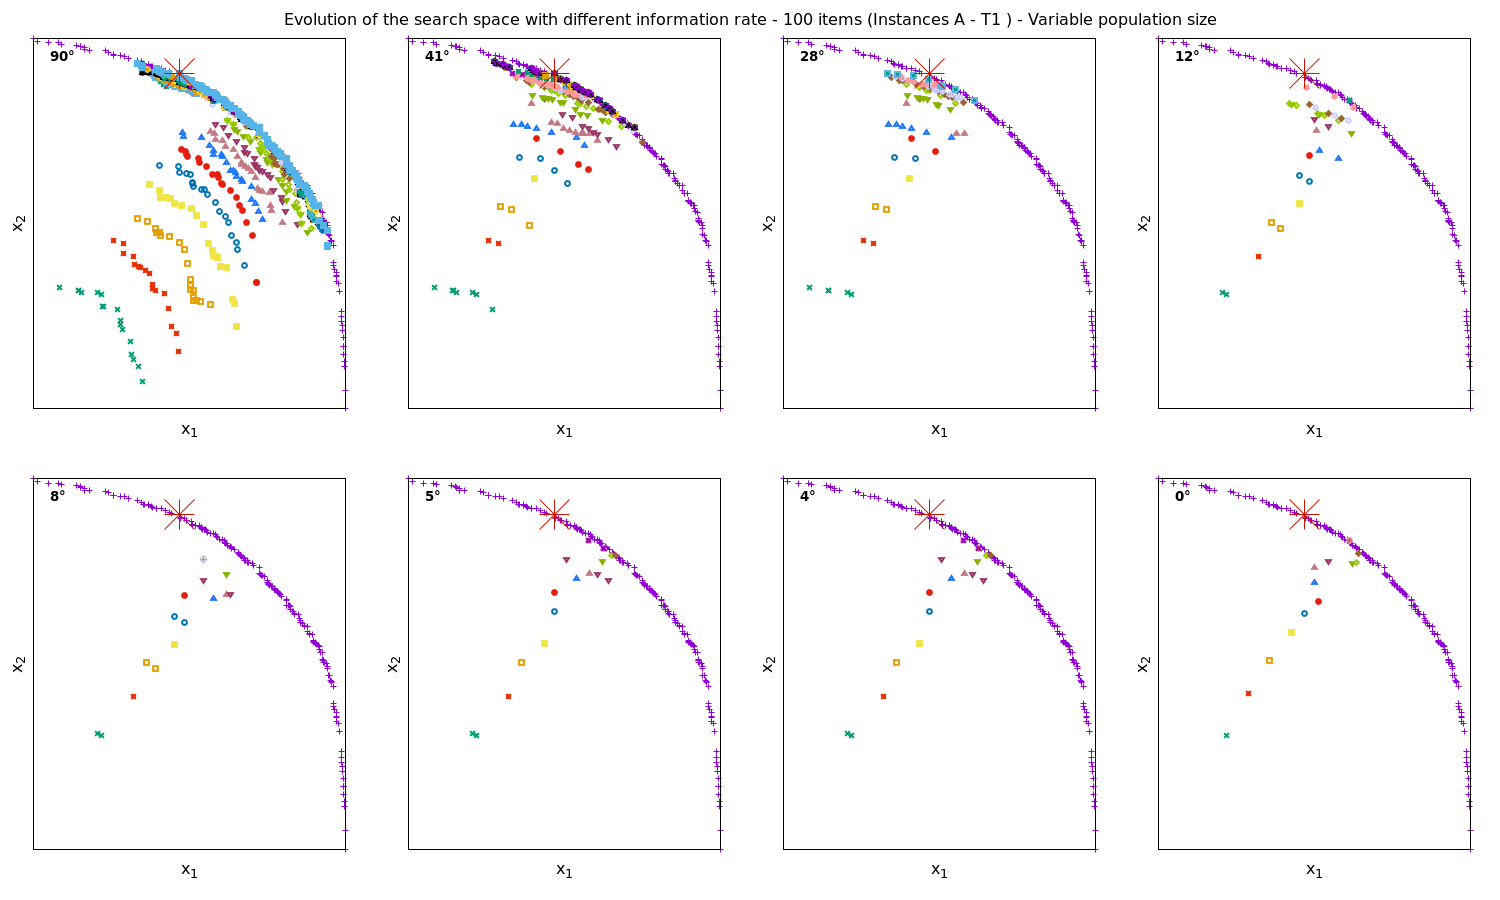 Evolution of the search space with different information rate - 100 items (Instances A - T1 ) - Variable population size
90°
41°
28°
12°
x₂
x₂
x₂
x₂
x₁
x₁
x₁
x₁
8°
5°
4°
0°
x₂
x₂
x₂
x₂
x₁
x₁
x₁
x₁